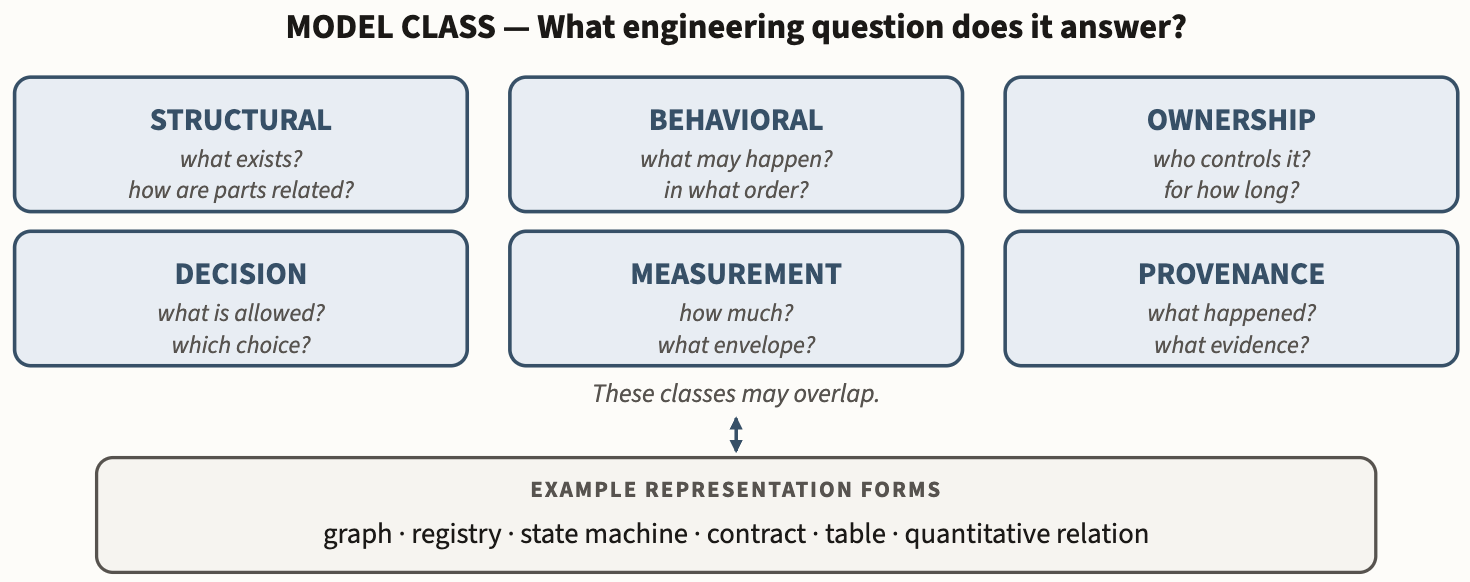 MODEL CLASS — What engineering question does it answer?
STRUCTURAL
what exists?
how are parts related?
BEHAVIORAL
what may happen?
in what order?
OWNERSHIP
who controls it?
for how long?
DECISION
what is allowed?
which choice?
MEASUREMENT
how much?
what envelope?
PROVENANCE
what happened?
what evidence?
These classes may overlap.
EXAMPLE REPRESENTATION FORMS
graph · registry · state machine · contract · table · quantitative relation